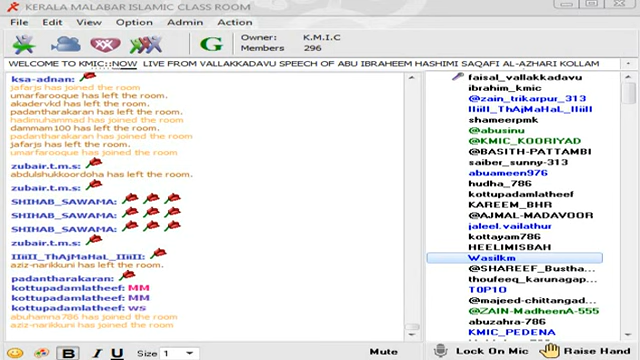 KERALA MALABAR ISLAMIC CLASS ROOM
File Edit View Option Admin Action
G
Owner: K.M.I.C
Members 296
WELCOME TO KMIC::NOW LIVE FROM VALLAKKADAVU SPEECH OF ABU IBRAHEEM HASHIMI SAQAFI AL-AZHARI KOLLAM
ksa-adnan:
jafarjs has joined the room
umarfarooque has left the room.
akadervkd has left the room.
padantharakaran has left the room.
hadimuhammad has joined the room
dammam100 has left the room.
jafarjs has left the room.
umarfarooque has joined the room
zubair.t.m.s:
abdulshukkoordoha has left the room.
zubair.t.m.s:
SHIHAB_SAWAMA:
SHIHAB_SAWAMA:
SHIHAB_SAWAMA:
zubair.t.m.s:
IIiiII_ThAjMaHaL_IIiiII:
aziz-narikkuni has left the room.
padantharakaran:
kottupadamlatheef: MM
kottupadamlatheef: MM
kottupadamlatheef: ws
abuhamna786 has joined the room
aziz-narikkuni has joined the room
faisal_vallakkadavu
ibrahim_kmic
@zain_trikarpur_313
IIiiII_ThAjMaHaL_IIiiII
shameerpmk
@abusinu
@KMIC_KOORIYAD
@BASITH-PATTAMBI
saiber_sunny-313
abuameen976
hudha_786
kottupadamlatheef
KAREEM_BHR
@AJMAL-MADAVOOR
jaleel.vailathur
kottayam786
HEELIMISBAH
Wasilkm
@SHAREEF_Bustha...
thoufeeq_karunagap...
TOP10
@majeed-chittangad...
@ZAIN-MadheenA-555
abuzahra-786
KMIC_PEDENA
B I U Size 1 Mute Lock On Mic Raise Hand